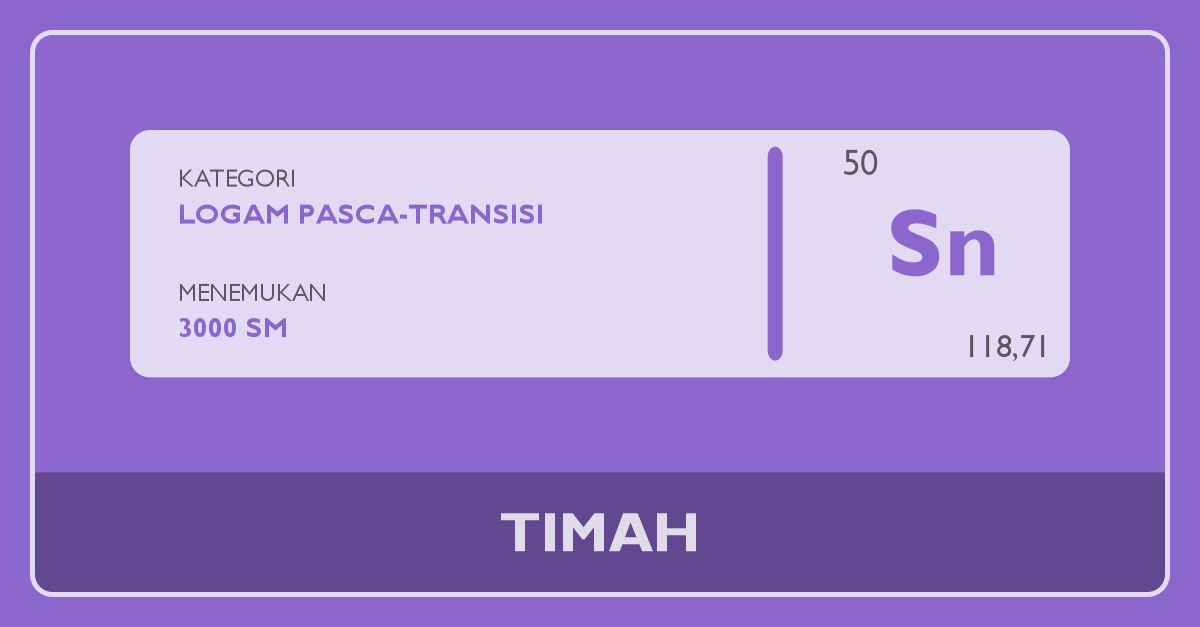 KATEGORI
LOGAM PASCA-TRANSISI
MENEMUKAN
3000 SM
50
Sn
118,71
TIMAH